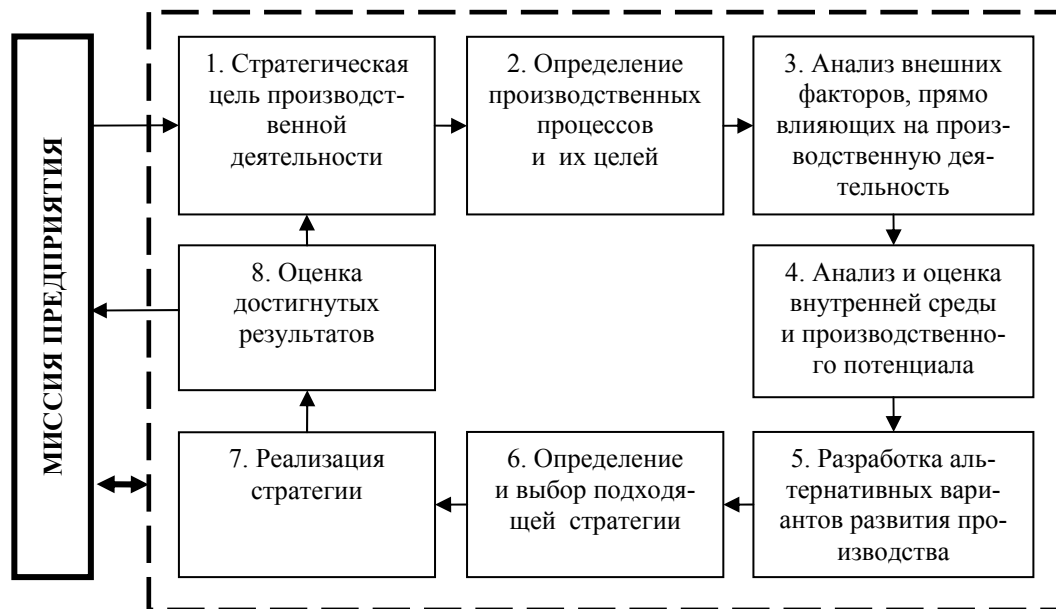 МИССИЯ ПРЕДПРИЯТИЯ
1. Стратегическая
цель производст-
венной
деятельности
2. Определение
производственных
процессов
и их целей
3. Анализ внешних
факторов, прямо
влияющих на произ-
водственную дея-
тельность
4. Анализ и оценка
внутренней среды
и производственно-
го потенциала
5. Разработка аль-
тернативных вари-
антов развития про-
изводства
6. Определение
и выбор подходя-
щей стратегии
7. Реализация
стратегии
8. Оценка
достигнутых
результатов